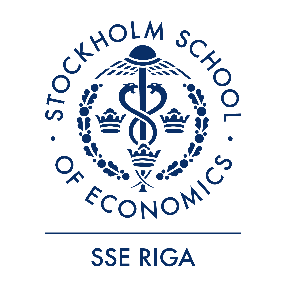 · STOCKHOLM SCHOOL ·
OF ECONOMICS
SSE RIGA